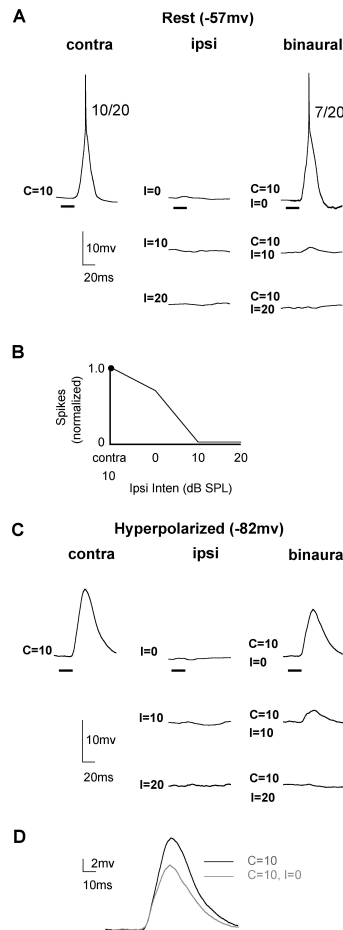 A
Rest (-57mv)
contra ipsi binaural
10/20 7/20
C=10 I=0 C=10
I=0
10mv
20ms
I=10 C=10
I=10
I=20 C=10
I=20
B
Spikes
(normalized)
1.0
0
contra 0 10 20
10
Ipsi Inten (dB SPL)
C
Hyperpolarized (-82mv)
contra ipsi binaura
C=10 I=0 C=10
I=0
10mv
20ms
I=10 C=10
I=10
I=20 C=10
I=20
D
2mv
10ms
C=10
C=10, I=0